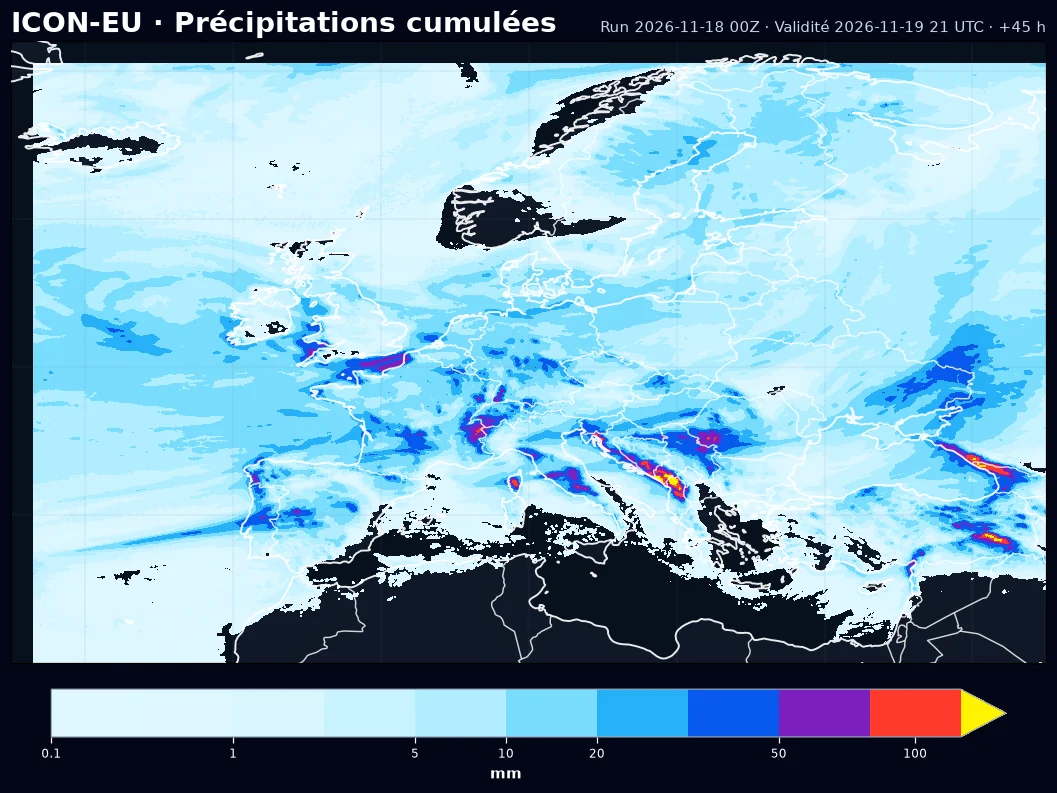 ICON-EU · Précipitations cumulées
Run 2026-11-18 00Z · Validité 2026-11-19 21 UTC · +45 h
0.1 1 5 10 20 50 100
mm